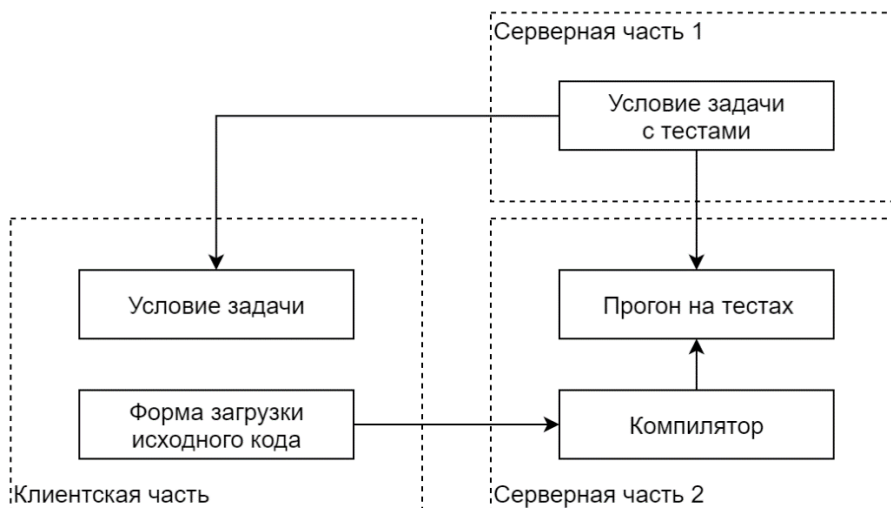 Серверная часть 1
Условие задачи
с тестами
Условие задачи
Прогон на тестах
Форма загрузки
исходного кода
Компилятор
Клиентская часть
Серверная часть 2